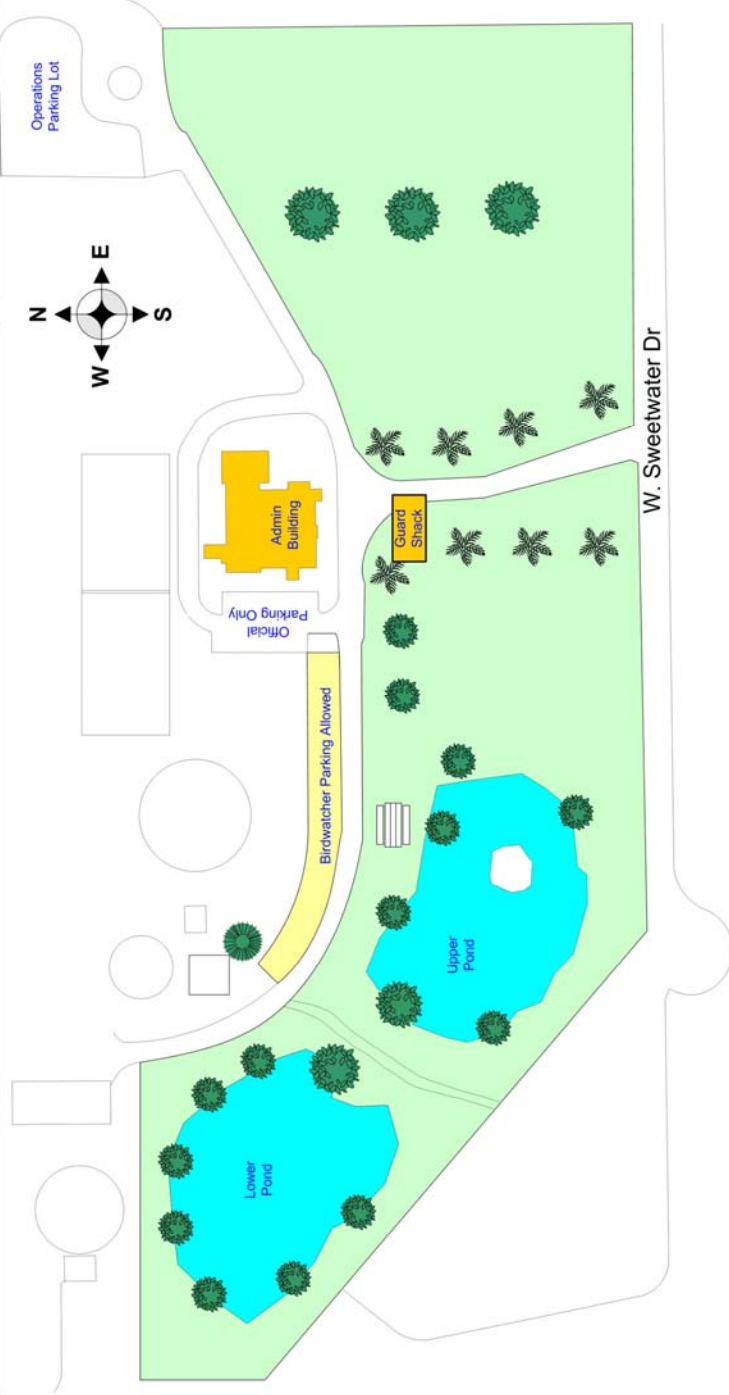 Operations
Parking Lot
N
E
W
S
W. Sweetwater Dr
Admin
Building
Guard
Shack
Official
Parking Only
Birdwatcher Parking Allowed
Upper
Pond
Lower
Pond